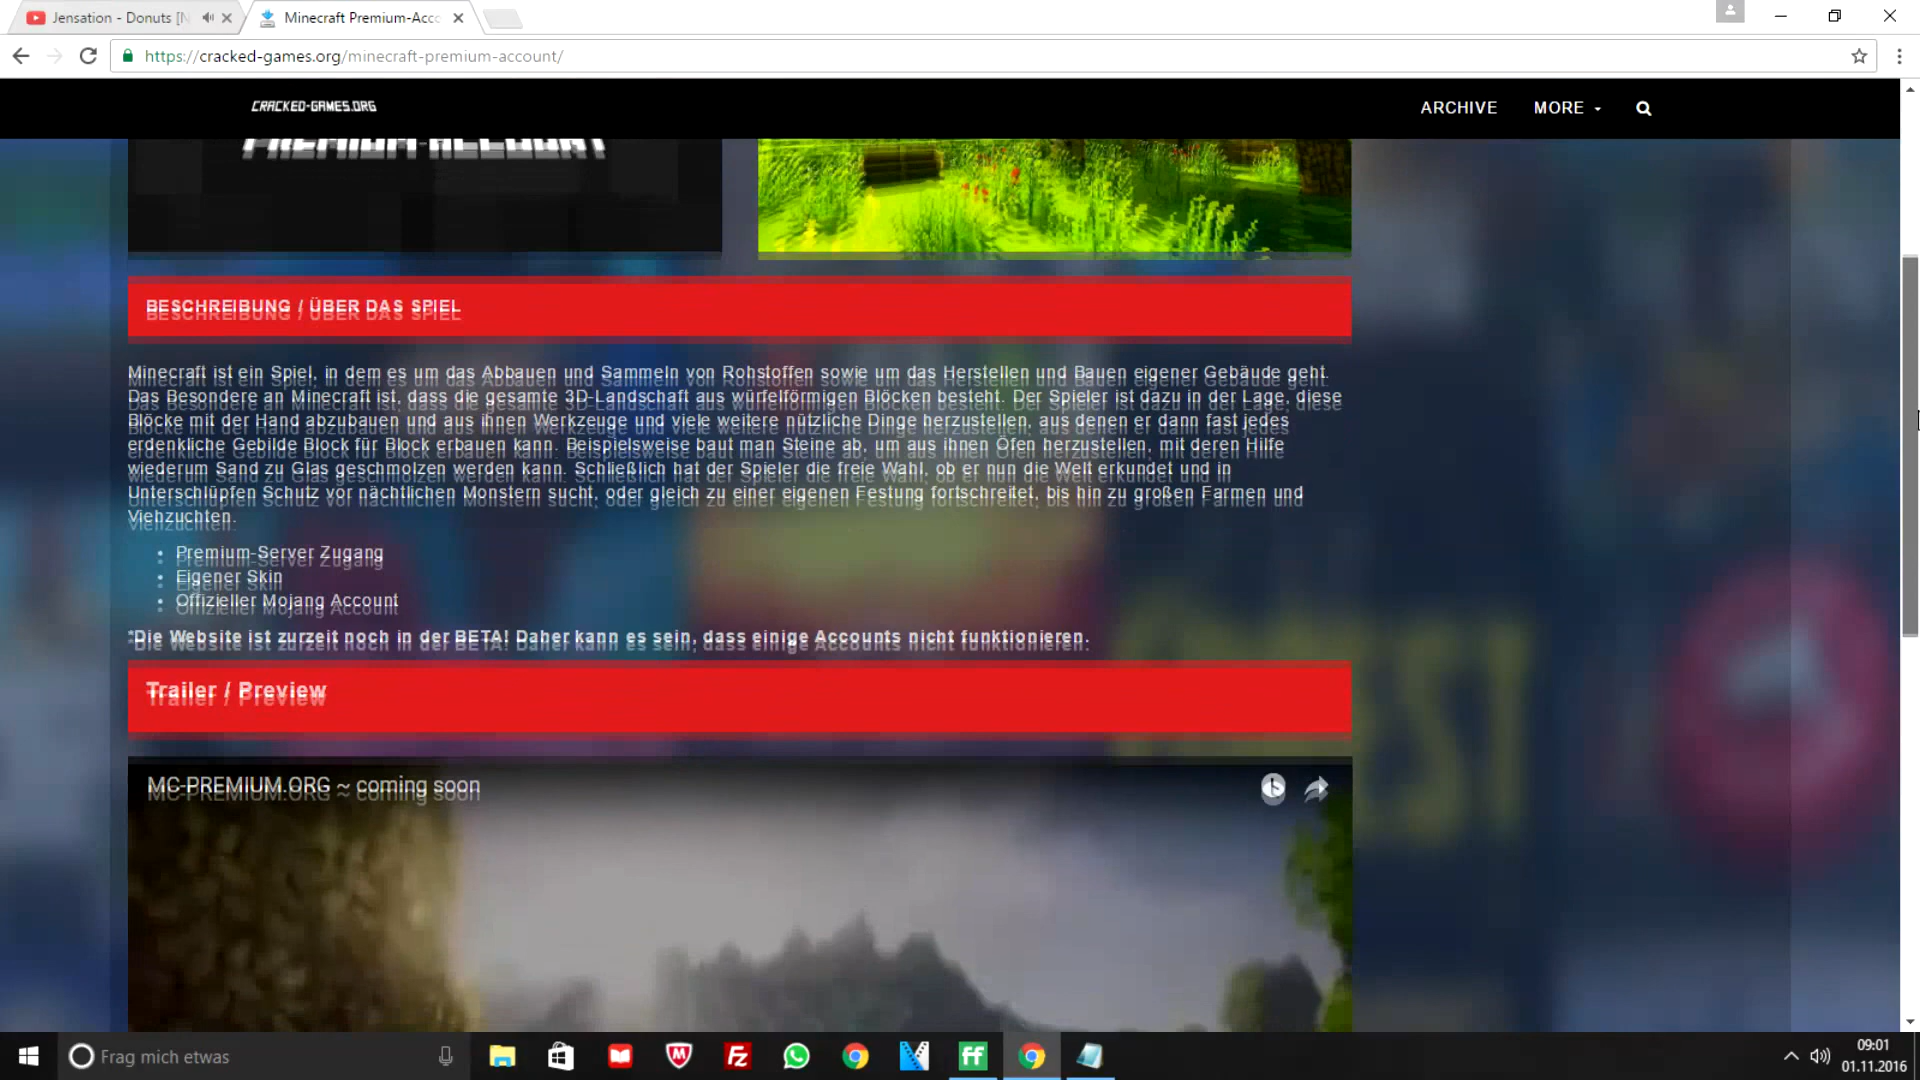 Jensation - Donuts [N
Minecraft Premium-Acco
https://cracked-games.org/minecraft-premium-account/
CRACKED-GAMES.ORG
ARCHIVE
MORE
PREMIUM-ACCOUNT
BESCHREIBUNG / ÜBER DAS SPIEL
Minecraft ist ein Spiel, in dem es um das Abbauen und Sammeln von Rohstoffen sowie um das Herstellen und Bauen eigener Gebäude geht.
Das Besondere an Minecraft ist, dass die gesamte 3D-Landschaft aus würfelförmigen Blöcken besteht. Der Spieler ist dazu in der Lage, diese
Blöcke mit der Hand abzubauen und aus ihnen Werkzeuge und viele weitere nützliche Dinge herzustellen, aus denen er dann fast jedes
erdenkliche Gebilde Block für Block erbauen kann. Beispielsweise baut man Steine ab, um aus ihnen Öfen herzustellen, mit deren Hilfe
wiederum Sand zu Glas geschmolzen werden kann. Schließlich hat der Spieler die freie Wahl, ob er nun die Welt erkundet und in
Unterschlüpfen Schutz vor nächtlichen Monstern sucht, oder gleich zu einer eigenen Festung fortschreitet, bis hin zu großen Farmen und
Viehzuchten.
• Premium-Server Zugang
• Eigener Skin
• Offizieller Mojang Account
*Die Website ist zurzeit noch in der BETA! Daher kann es sein, dass einige Accounts nicht funktionieren.
Trailer / Preview
MC-PREMIUM.ORG ~ coming soon
Frag mich etwas
09:01
01.11.2016